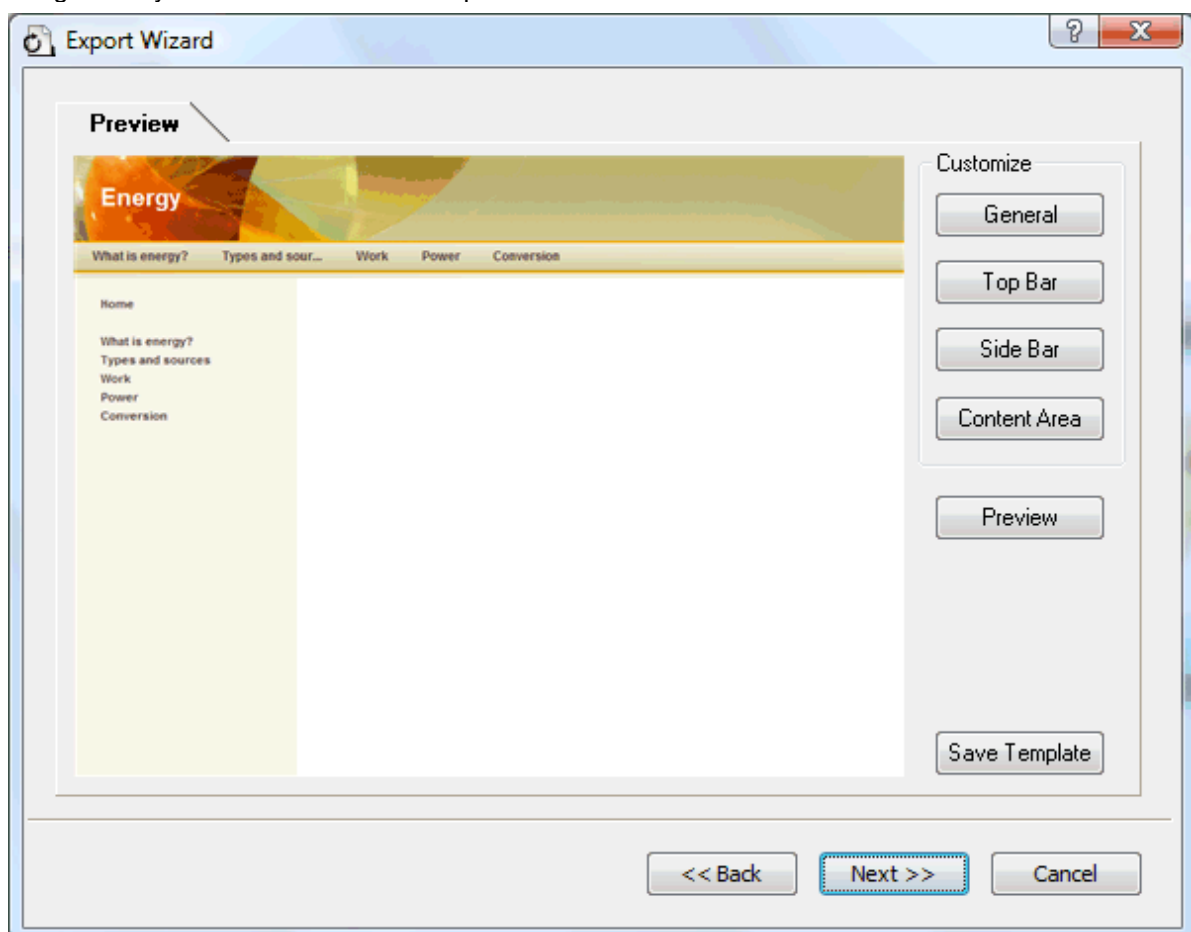 Export Wizard
Preview
Energy
What is energy? Types and sour... Work Power Conversion
Home
What is energy?
Types and sources
Work
Power
Conversion
Customize
General
Top Bar
Side Bar
Content Area
Preview
Save Template
<< Back Next >> Cancel